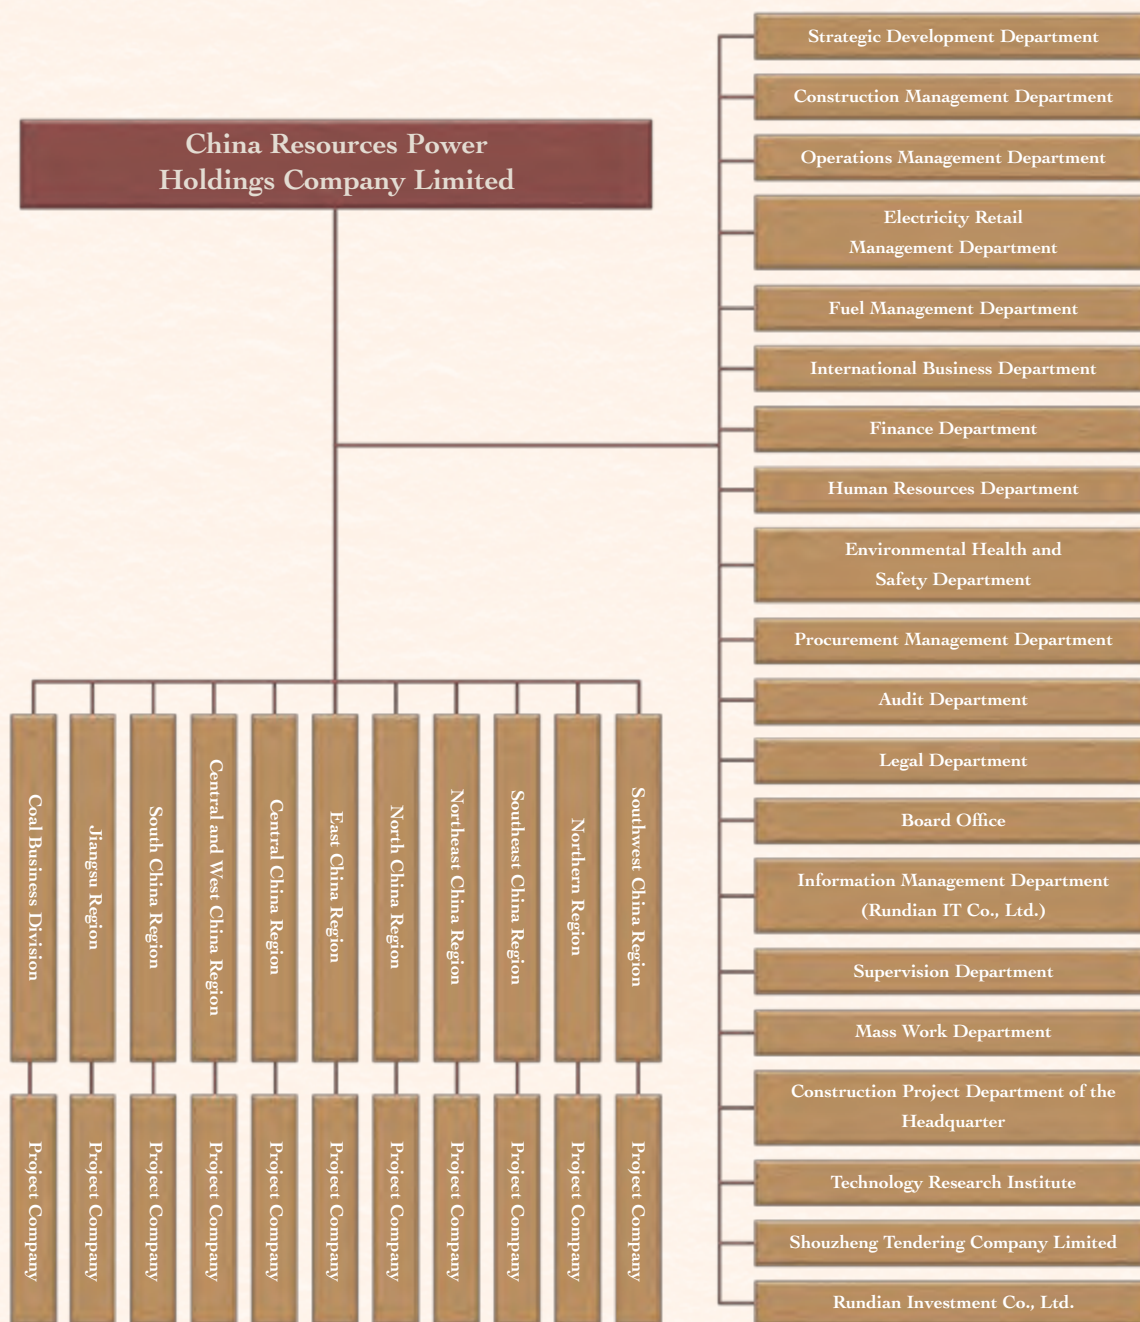 China Resources Power
Holdings Company Limited
Strategic Development Department
Construction Management Department
Operations Management Department
Electricity Retail
Management Department
Fuel Management Department
International Business Department
Finance Department
Human Resources Department
Environmental Health and
Safety Department
Procurement Management Department
Audit Department
Legal Department
Board Office
Information Management Department
(Rundian IT Co., Ltd.)
Supervision Department
Mass Work Department
Construction Project Department of the
Headquarter
Technology Research Institute
Shouzheng Tendering Company Limited
Rundian Investment Co., Ltd.
Coal Business Division
Jiangsu Region
South China Region
Central and West China Region
Central China Region
East China Region
North China Region
Northeast China Region
Southeast China Region
Northern Region
Southwest China Region
Project Company
Project Company
Project Company
Project Company
Project Company
Project Company
Project Company
Project Company
Project Company
Project Company
Project Company